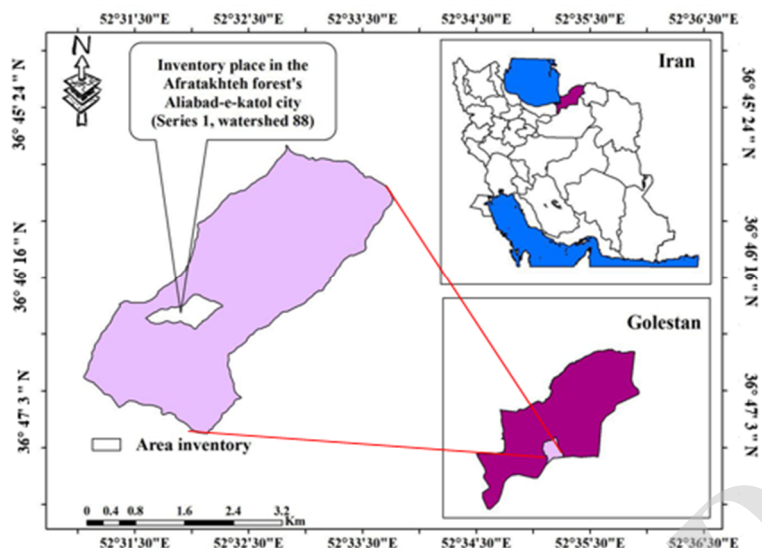 52°31'30" E 52°32'30" E 52°33'30" E 52°34'30" E 52°35'30" E 52°36'30" E
N
Inventory place in the
Afratakhteh forest's
Aliabad-e-katol city
(Series 1, watershed 88)
Iran
36° 45' 24" N
36° 46' 16" N
36° 47' 3" N
36° 45' 24" N
36° 46' 16" N
36° 47' 3" N
Golestan
Area inventory
0 0.4 0.8 1.6 2.4 3.2
Km
52°31'30" E 52°32'30" E 52°33'30" E 52°34'30" E 52°35'30" E 52°36'30" E